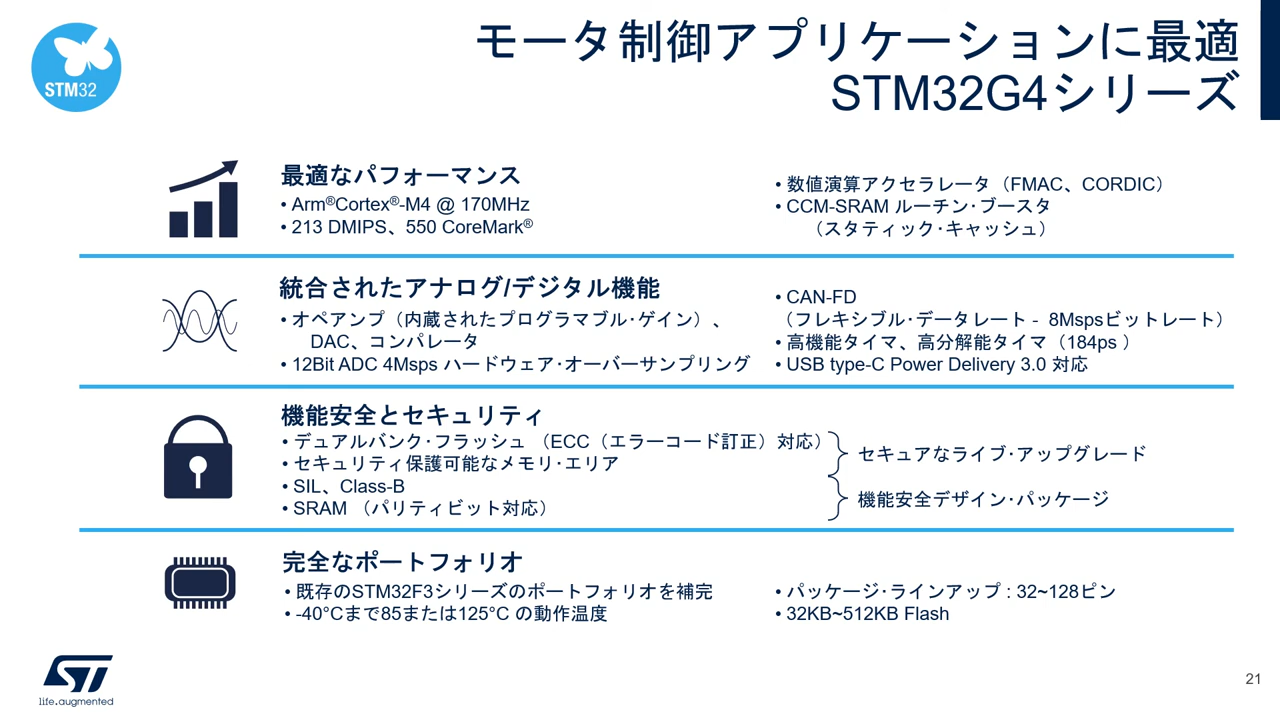 STM32
モータ制御アプリケーションに最適
STM32G4シリーズ
最適なパフォーマンス
• Arm®Cortex®-M4 @ 170MHz
• 213 DMIPS、550 CoreMark®
• 数値演算アクセラレータ（FMAC、CORDIC）
• CCM-SRAM ルーチン･ブースタ
（スタティック･キャッシュ）
統合されたアナログ/デジタル機能
• オペアンプ（内蔵されたプログラマブル･ゲイン）、
DAC、コンパレータ
• 12Bit ADC 4Msps ハードウェア･オーバーサンプリング
• CAN-FD
（フレキシブル･データレート - 8Mspsビットレート）
• 高機能タイマ、高分解能タイマ（184ps ）
• USB type-C Power Delivery 3.0 対応
機能安全とセキュリティ
• デュアルバンク･フラッシュ （ECC（エラーコード訂正）対応）
• セキュリティ保護可能なメモリ･エリア
• SIL、Class-B
• SRAM （パリティビット対応）
セキュアなライブ･アップグレード
機能安全デザイン･パッケージ
完全なポートフォリオ
• 既存のSTM32F3シリーズのポートフォリオを補完
• -40°Cまで85または125°C の動作温度
• パッケージ･ラインアップ : 32~128ピン
• 32KB~512KB Flash
ST
life.augmented
21